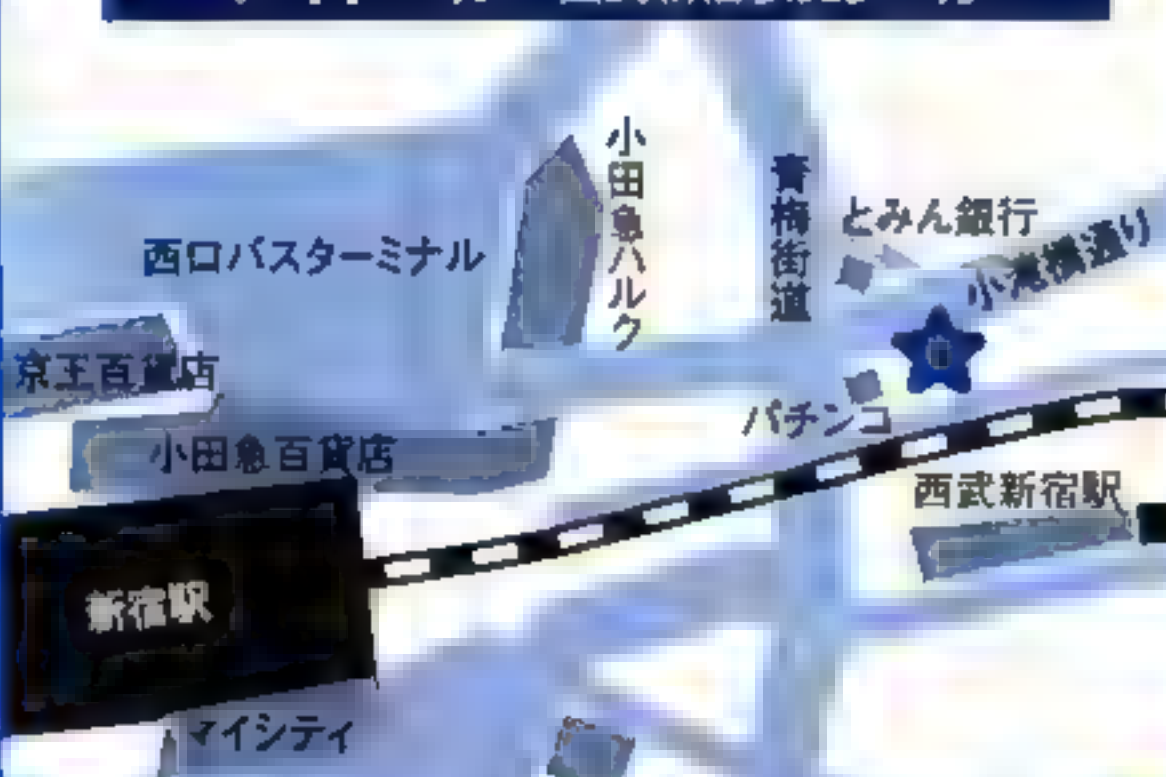 小田急ハルク
青梅街道
とみん銀行
小滝橋通り
西口バスターミナル
京王百貨店
パチンコ
小田急百貨店
西武新宿駅
新宿駅
マイシティ